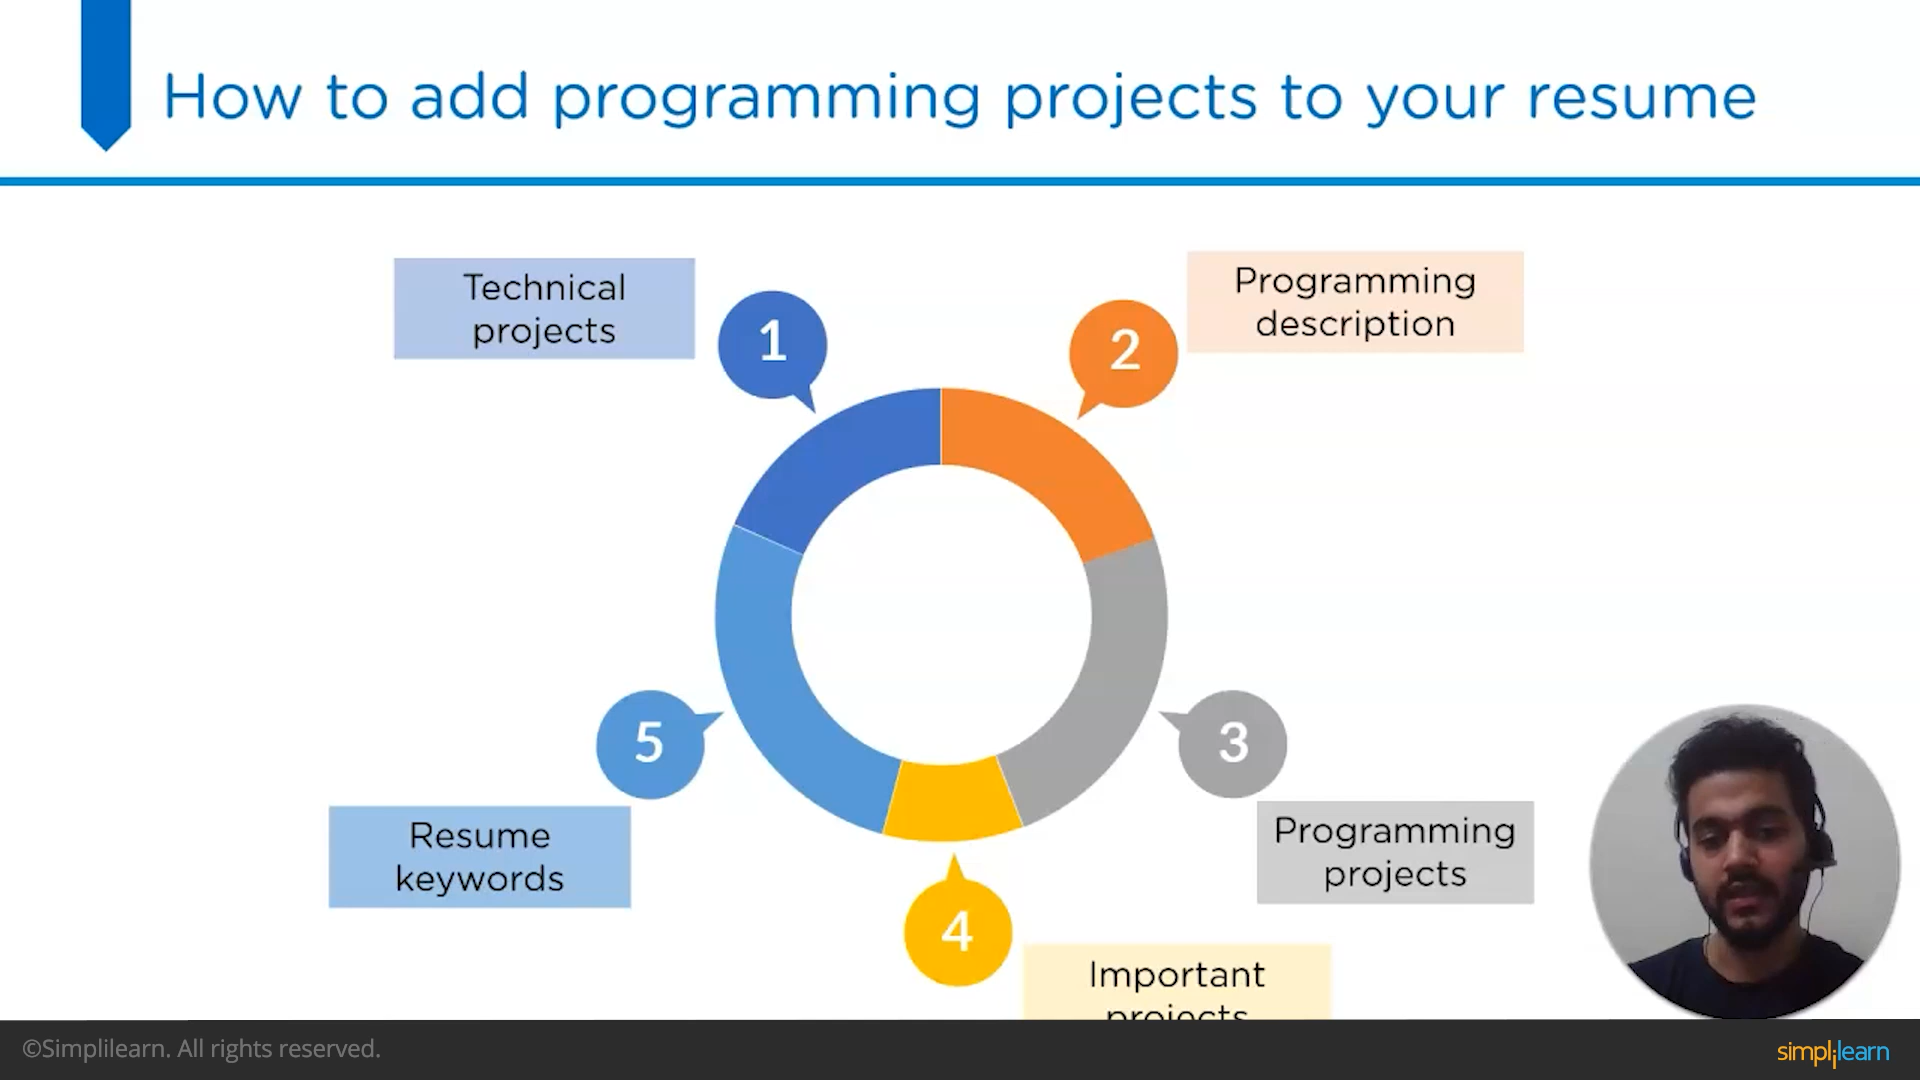 How to add programming projects to your resume
Technical
projects
1
2
Programming
description
5
3
Resume
keywords
Programming
projects
4
Important
projects
©Simplilearn. All rights reserved.
simplilearn